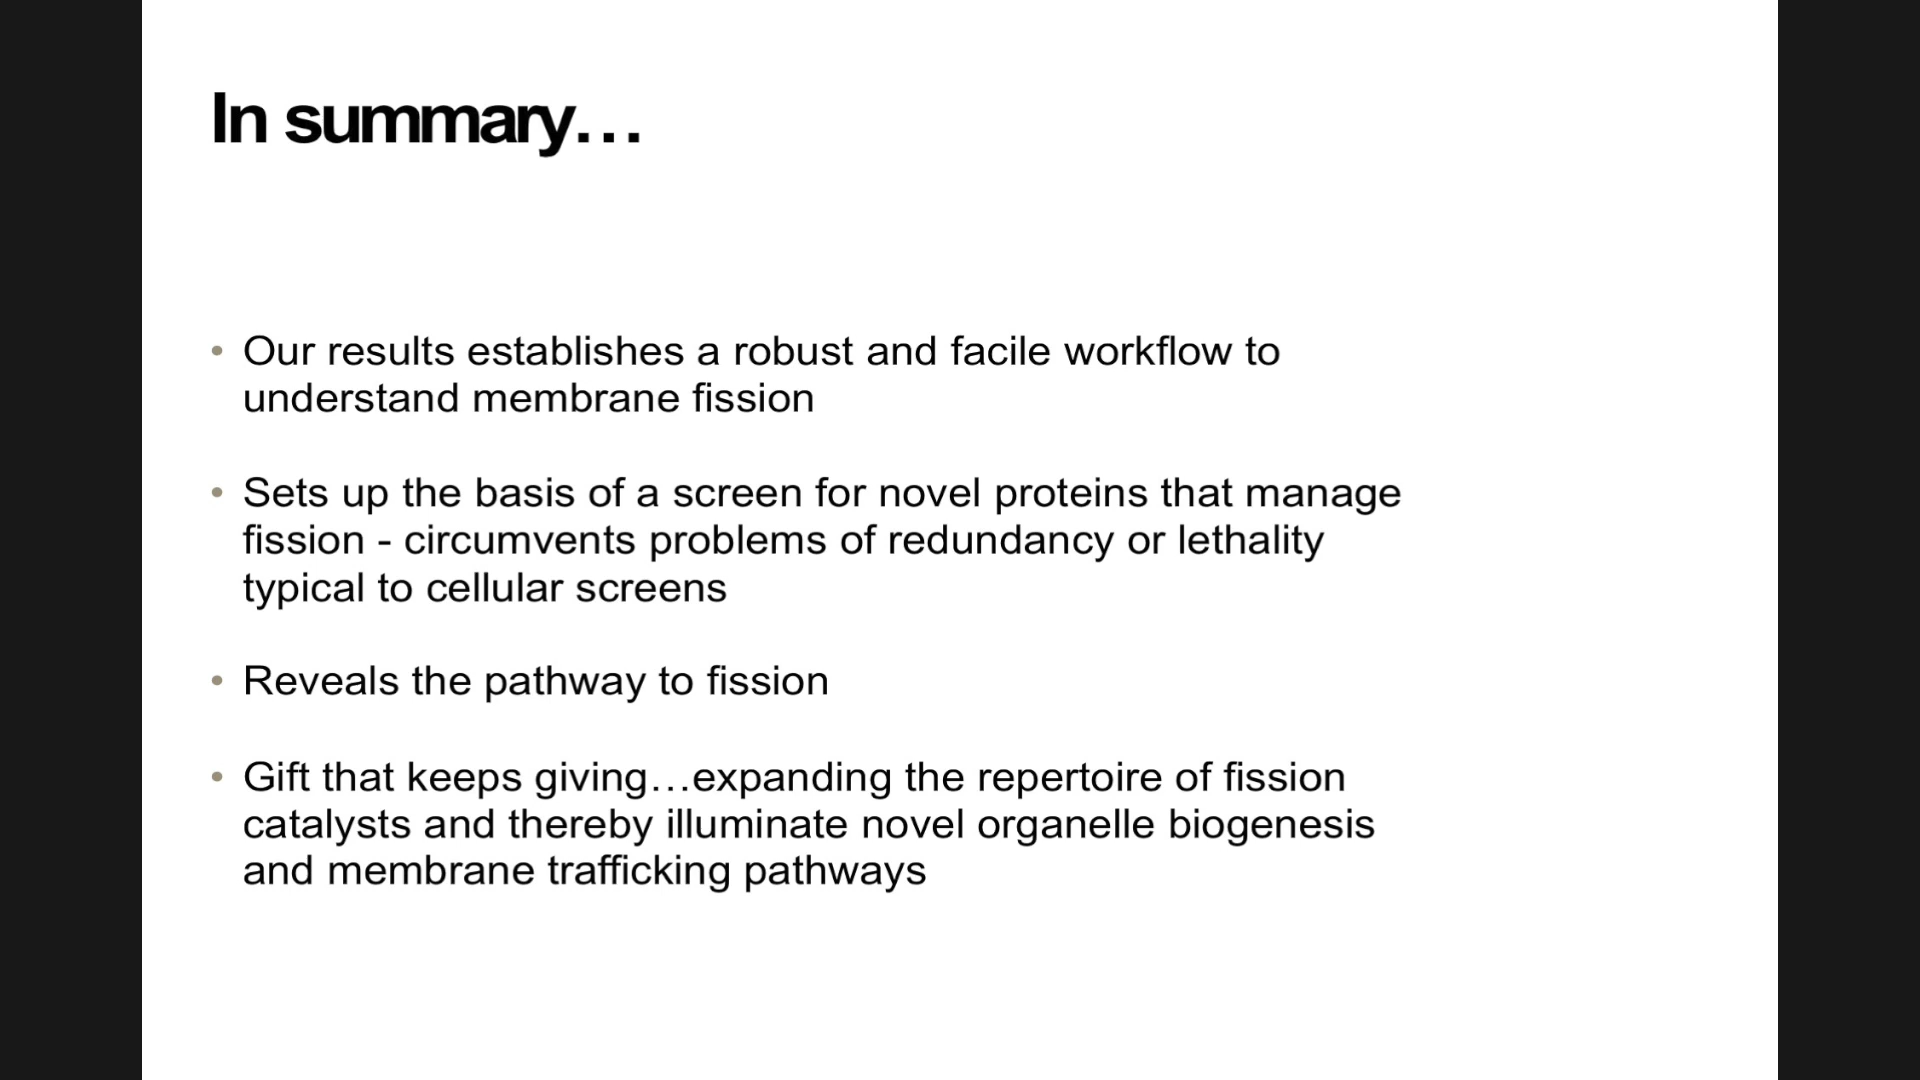 In summary…
• Our results establishes a robust and facile workflow to
understand membrane fission
• Sets up the basis of a screen for novel proteins that manage
fission - circumvents problems of redundancy or lethality
typical to cellular screens
• Reveals the pathway to fission
• Gift that keeps giving…expanding the repertoire of fission
catalysts and thereby illuminate novel organelle biogenesis
and membrane trafficking pathways